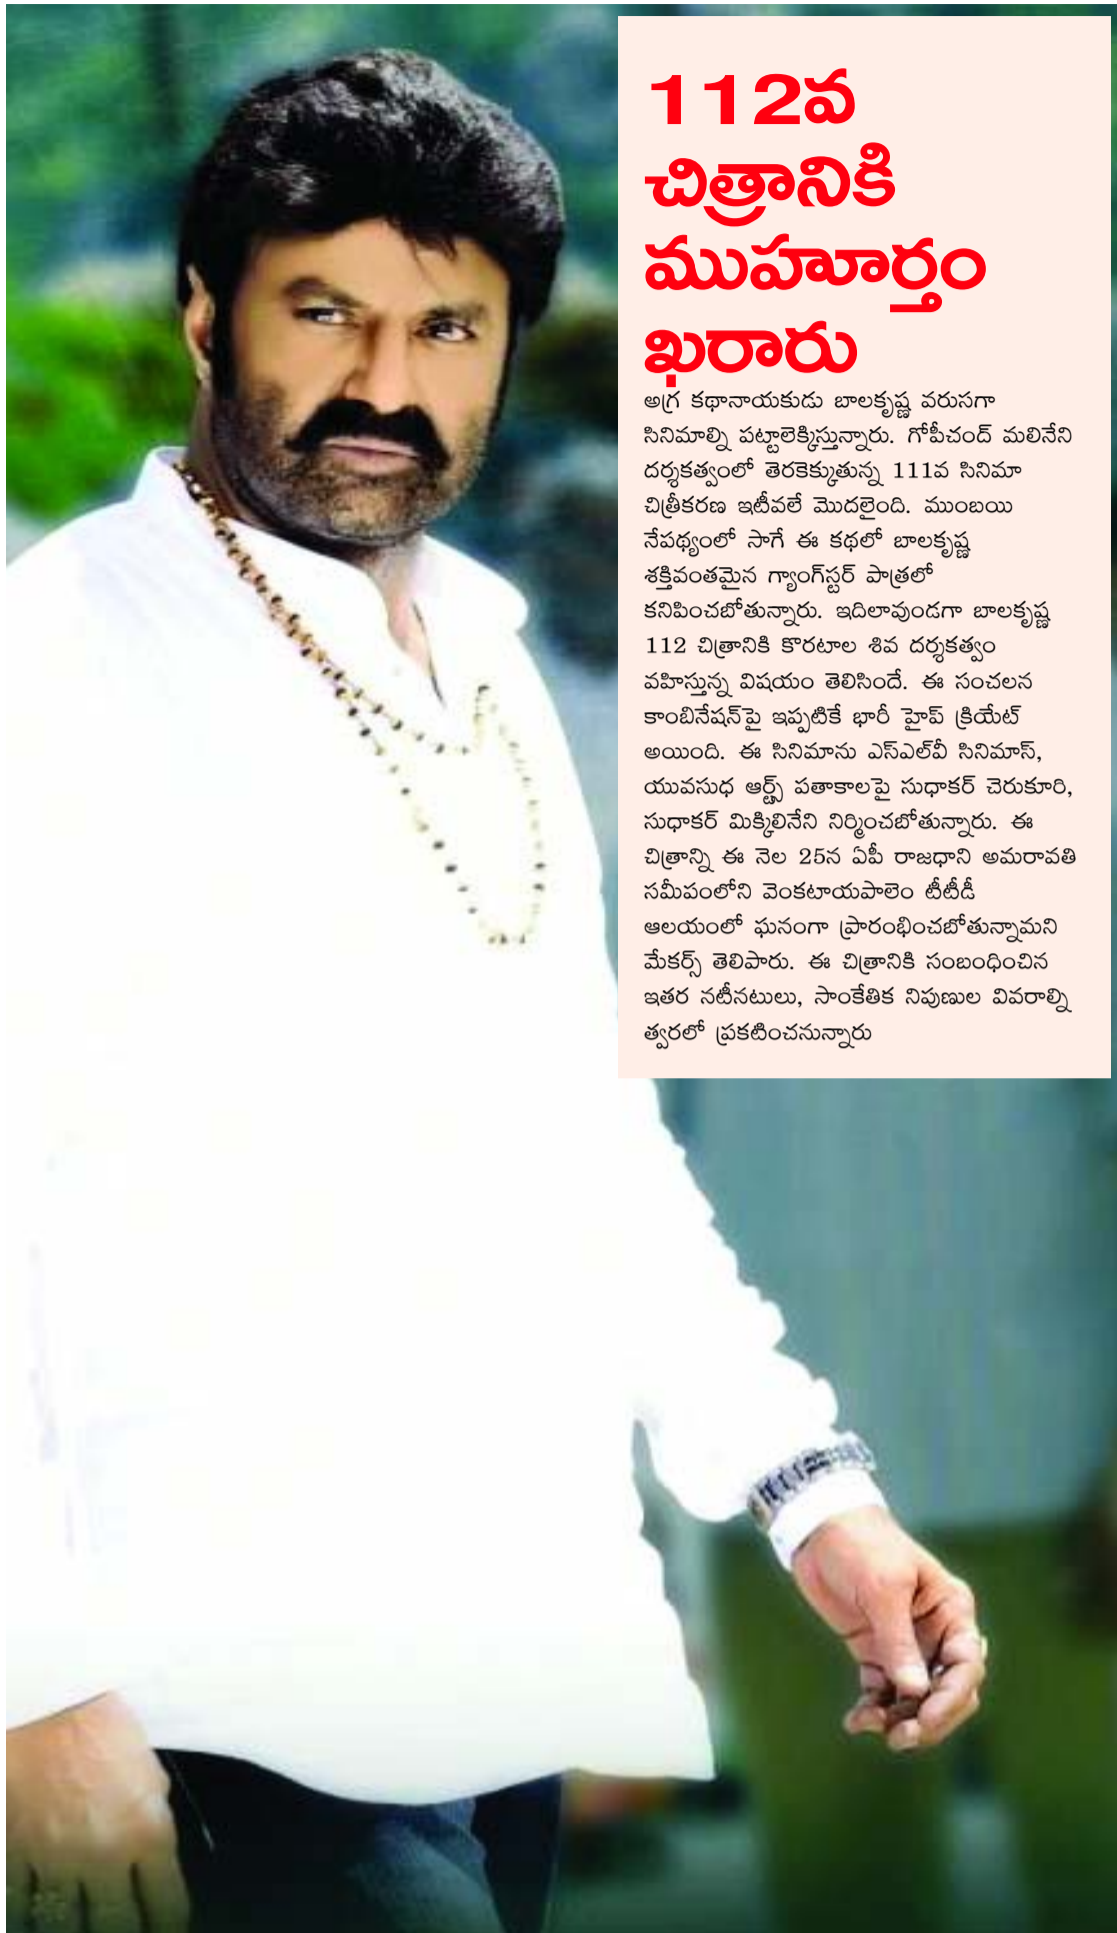 112వ
చిత్రానికి
ముహూర్తం
ఖరారు
అగ్ర కథానాయకుడు బాలకృష్ణ వరుసగా
సినిమాల్ని పట్టాలెక్కిస్తున్నారు. గోపీచంద్ మలినేని
దర్శకత్వంలో తెరకెక్కుతున్న 111వ సినిమా
చిత్రీకరణ ఇటీవలే మొదలైంది. ముంబయి
నేపథ్యంలో సాగే ఈ కథలో బాలకృష్ణ
శక్తివంతమైన గ్యాంగ్‌స్టర్ పాత్రలో
కనిపించబోతున్నారు. ఇదిలావుండగా బాలకృష్ణ
112 చిత్రానికి కొరటాల శివ దర్శకత్వం
వహిస్తున్న విషయం తెలిసిందే. ఈ సంచలన
కాంబినేషన్‌పై ఇప్పటికే భారీ హైప్ క్రియేట్
అయింది. ఈ సినిమాను ఎస్ఎల్‌వీ సినిమాస్,
యువసుధ ఆర్ట్స్ పతాకాలపై సుధాకర్ చెరుకూరి,
సుధాకర్ మిక్కిలినేని నిర్మించబోతున్నారు. ఈ
చిత్రాన్ని ఈ నెల 25న ఏపీ రాజధాని అమరావతి
సమీపంలోని వెంకటాయపాలెం టీటీడీ
ఆలయంలో ఘనంగా ప్రారంభించబోతున్నామని
మేకర్స్ తెలిపారు. ఈ చిత్రానికి సంబంధించిన
ఇతర నటీనటులు, సాంకేతిక నిపుణుల వివరాల్ని
త్వరలో ప్రకటించనున్నారు